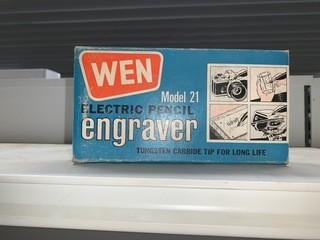 WEN
Model 21
ELECTRIC PENCIL
engraver
TUNGSTEN CARBIDE TIP FOR LONG LIFE